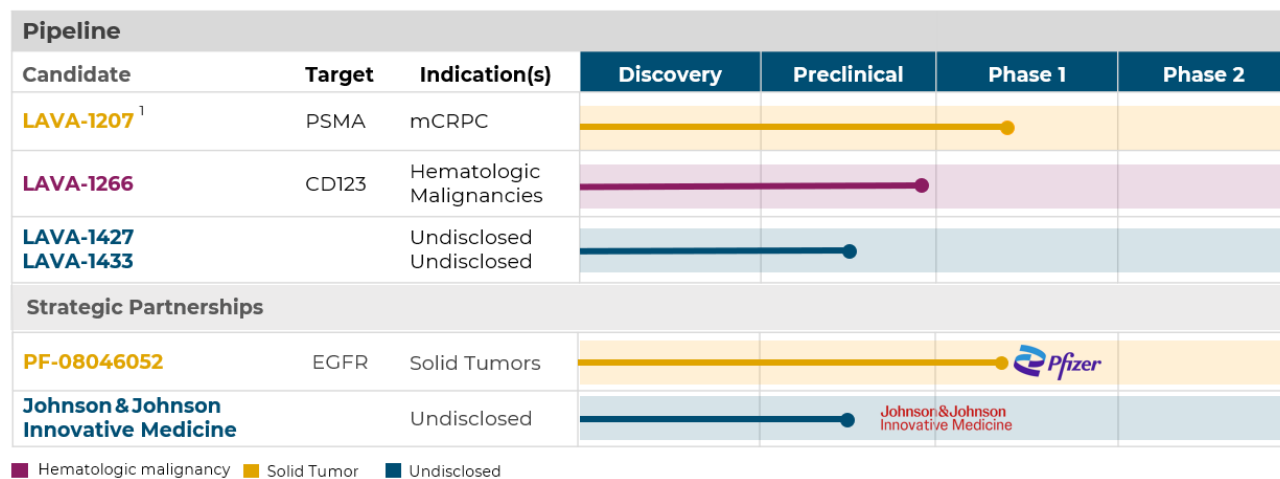 Pipeline
Candidate Target Indication(s) Discovery Preclinical Phase 1 Phase 2
LAVA-1207 1 PSMA mCRPC
LAVA-1266 CD123 Hematologic
Malignancies
LAVA-1427 Undisclosed
LAVA-1433 Undisclosed
Strategic Partnerships
PF-08046052 EGFR Solid Tumors Pfizer
Johnson&Johnson
Innovative Medicine Undisclosed Johnson&Johnson
Innovative Medicine
Hematologic malignancy Solid Tumor Undisclosed